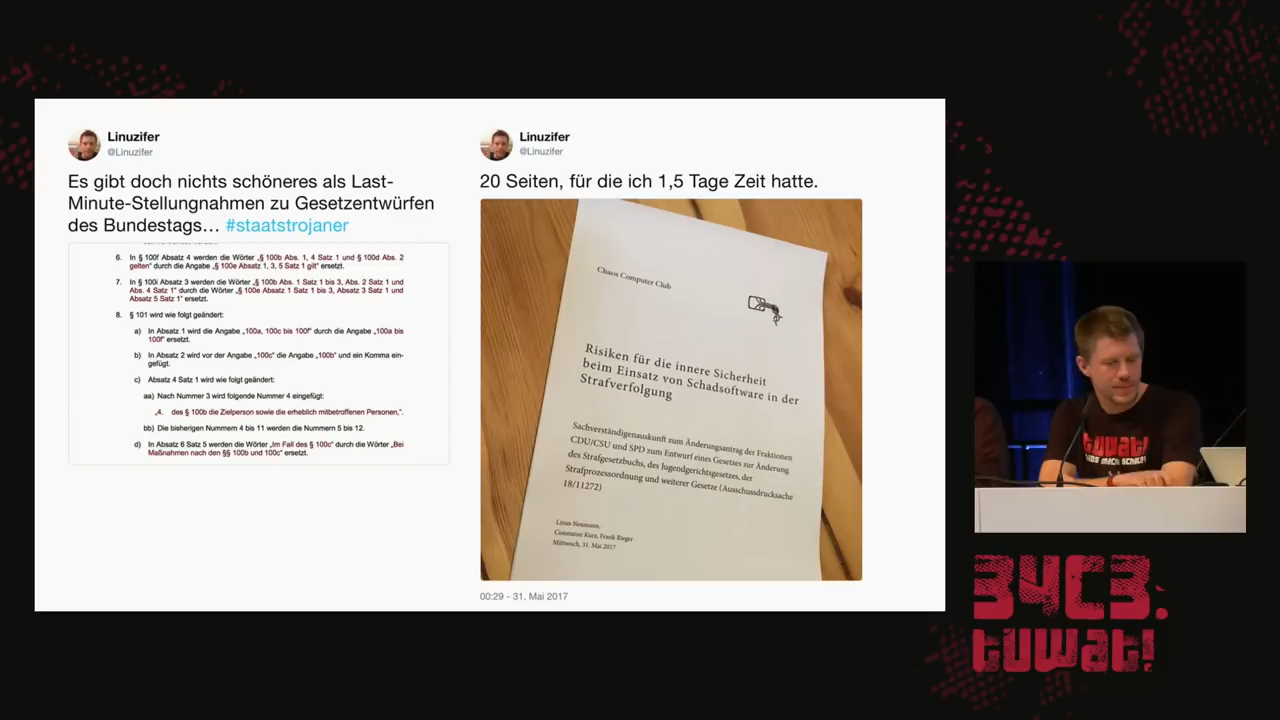 Linuzifer
@Linuzifer
Es gibt doch nichts schöneres als Last-
Minute-Stellungnahmen zu Gesetzentwürfen
des Bundestags… #staatstrojaner
6. In § 100f Absatz 4 werden die Wörter „§ 100b Abs. 1, 4 Satz 1 und § 100d Abs. 2
gelten“ durch die Angabe „§ 100e Absatz 1, 3, 5 Satz 1 gilt“ ersetzt.
7. In § 100i Absatz 3 werden die Wörter „§ 100b Abs. 1 Satz 1 bis 3, Abs. 2 Satz 1 und
Abs. 4 Satz 1“ durch die Wörter „§ 100e Absatz 1 Satz 1 bis 3, Absatz 3 Satz 1 und
Absatz 5 Satz 1“ ersetzt.
8. § 101 wird wie folgt geändert:
a) In Absatz 1 wird die Angabe „100a, 100c bis 100f“ durch die Angabe „100a bis
100f“ ersetzt.
b) In Absatz 2 wird vor der Angabe „100c“ die Angabe „100b“ und ein Komma ein-
gefügt.
c) Absatz 4 Satz 1 wird wie folgt geändert:
aa) Nach Nummer 3 wird folgende Nummer 4 eingefügt:
„4. des § 100b die Zielperson sowie die erheblich mitbetroffenen Personen,“.
bb) Die bisherigen Nummern 4 bis 11 werden die Nummern 5 bis 12.
d) In Absatz 6 Satz 5 werden die Wörter „Im Fall des § 100c“ durch die Wörter „Bei
Maßnahmen nach den §§ 100b und 100c“ ersetzt.
Linuzifer
@Linuzifer
20 Seiten, für die ich 1,5 Tage Zeit hatte.
Chaos Computer Club
Risiken für die innere Sicherheit
beim Einsatz von Schadsoftware in der
Strafverfolgung
Sachverständigenauskunft zum Änderungsantrag der Fraktionen
CDU/CSU und SPD zum Entwurf eines Gesetzes zur Änderung
des Strafgesetzbuchs, des Jugendgerichtsgesetzes, der
Strafprozessordnung und weiterer Gesetze (Ausschussdrucksache
18/11272)
Linus Neumann,
Constanze Kurz, Frank Rieger
Mittwoch, 31. Mai 2017
00:29 - 31. Mai 2017
tuwat!
34C3.
tuwat!